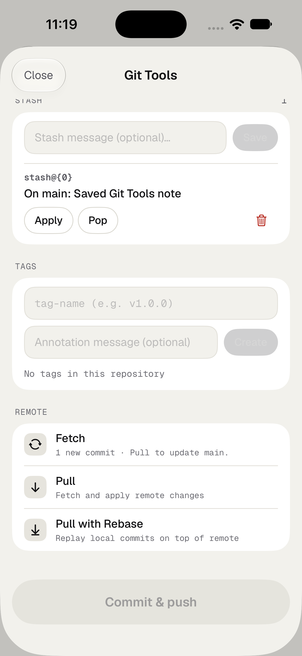 11:19
Close
Git Tools
STASH
1
Stash message (optional)…
Save
stash@{0}
On main: Saved Git Tools note
Apply
Pop
TAGS
tag-name (e.g. v1.0.0)
Annotation message (optional)
Create
No tags in this repository
REMOTE
Fetch
1 new commit · Pull to update main.
Pull
Fetch and apply remote changes
Pull with Rebase
Replay local commits on top of remote
Commit & push